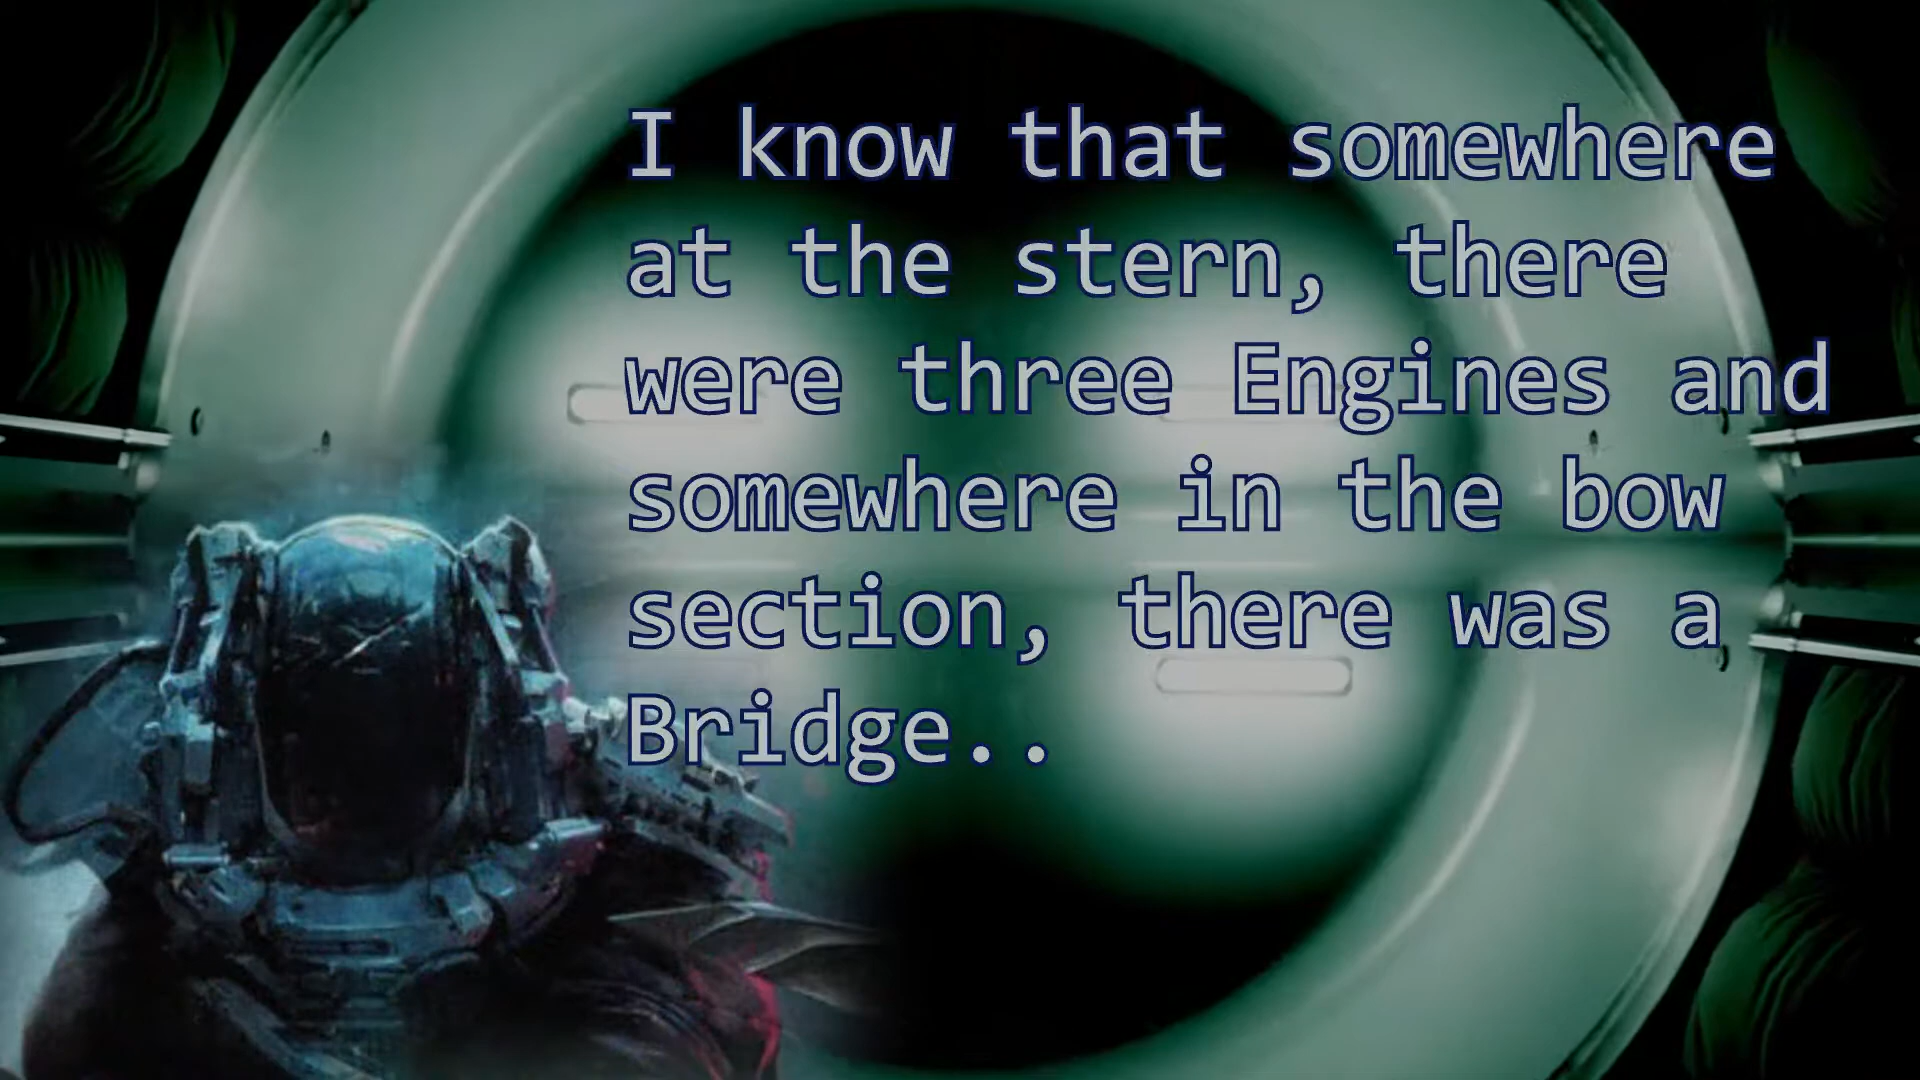 I know that somewhere
at the stern, there
were three Engines and
somewhere in the bow
section, there was a
Bridge..